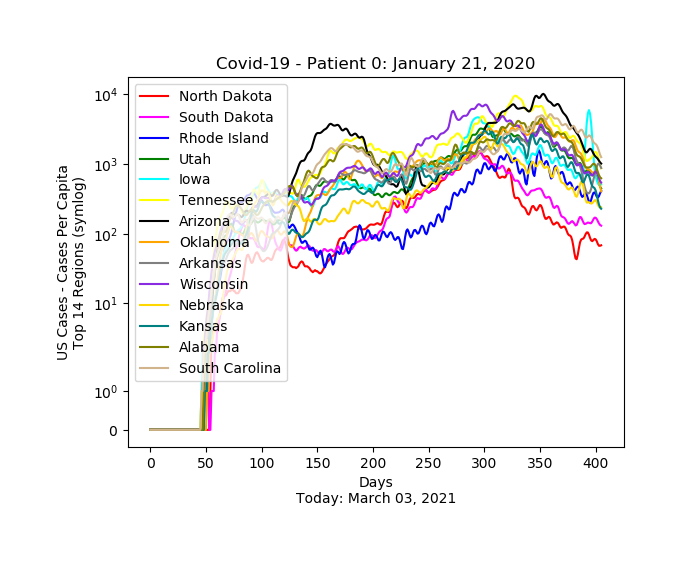 Covid-19 - Patient 0: January 21, 2020
US Cases - Cases Per Capita
Top 14 Regions (symlog)
10^4
10^3
10^2
10^1
10^0
0
North Dakota
South Dakota
Rhode Island
Utah
Iowa
Tennessee
Arizona
Oklahoma
Arkansas
Wisconsin
Nebraska
Kansas
Alabama
South Carolina
0 50 100 150 200 250 300 350 400
Days
Today: March 03, 2021